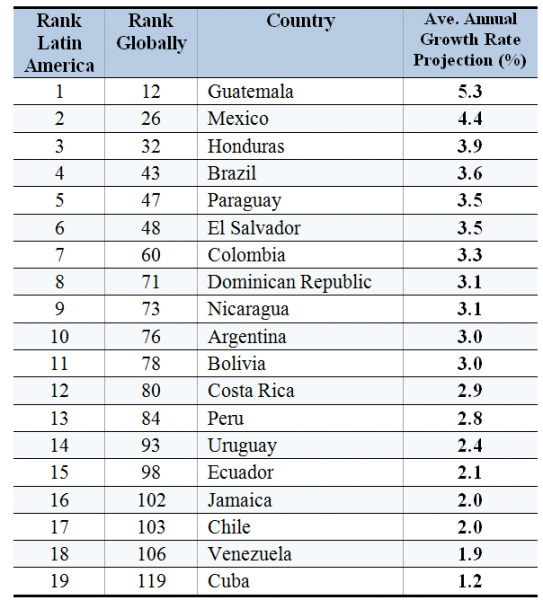 Rank Latin America Rank Globally Country Ave. Annual Growth Rate Projection (%)
1 12 Guatemala 5.3
2 26 Mexico 4.4
3 32 Honduras 3.9
4 43 Brazil 3.6
5 47 Paraguay 3.5
6 48 El Salvador 3.5
7 60 Colombia 3.3
8 71 Dominican Republic 3.1
9 73 Nicaragua 3.1
10 76 Argentina 3.0
11 78 Bolivia 3.0
12 80 Costa Rica 2.9
13 84 Peru 2.8
14 93 Uruguay 2.4
15 98 Ecuador 2.1
16 102 Jamaica 2.0
17 103 Chile 2.0
18 106 Venezuela 1.9
19 119 Cuba 1.2